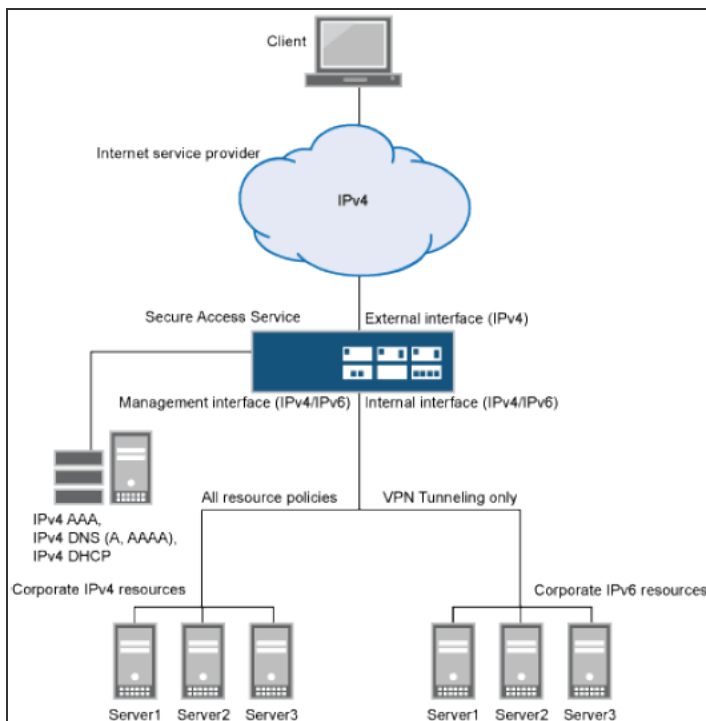 Client
Internet service provider
IPv4
Secure Access Service
External interface (IPv4)
Management interface (IPv4/IPv6)
Internal interface (IPv4/IPv6)
All resource policies
VPN Tunneling only
IPv4 AAA,
IPv4 DNS (A, AAAA),
IPv4 DHCP
Corporate IPv4 resources
Corporate IPv6 resources
Server1 Server2 Server3
Server1 Server2 Server3